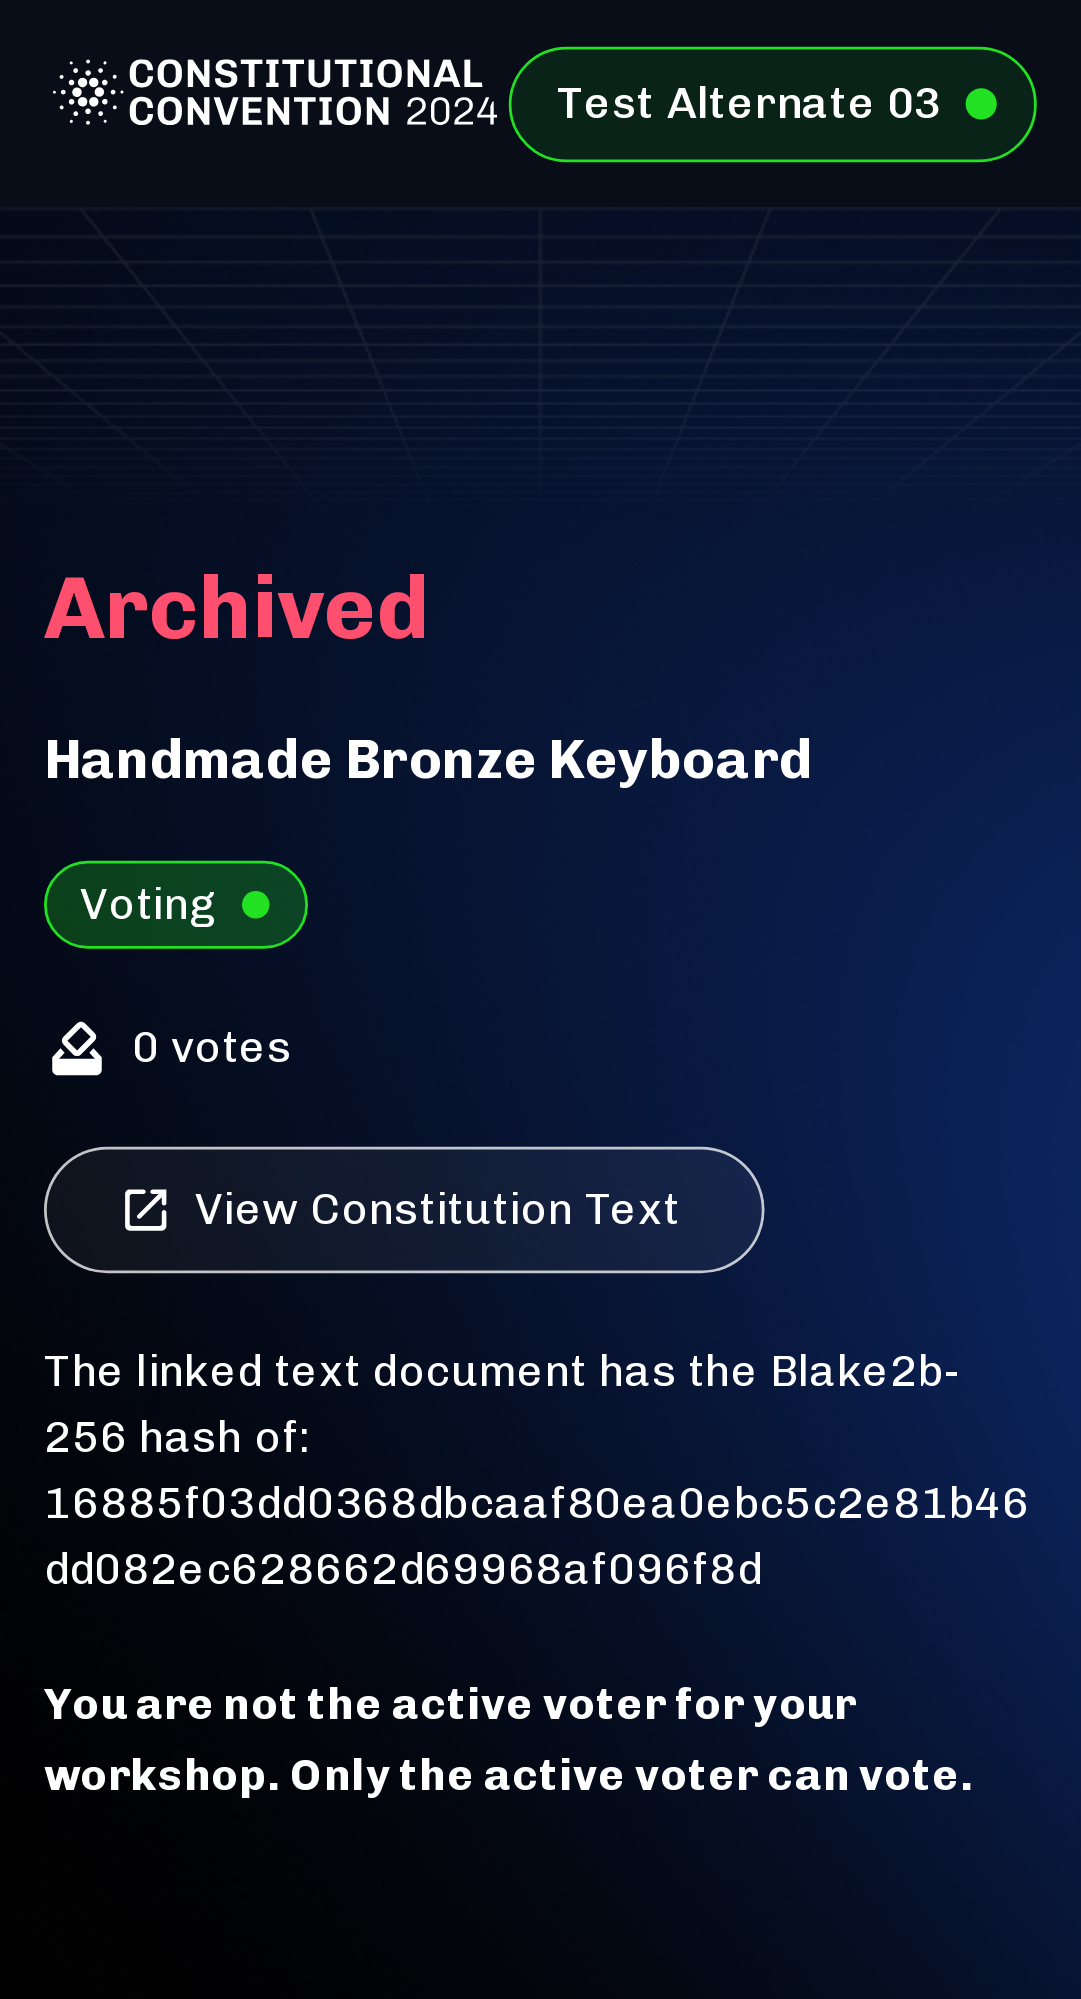 CONSTITUTIONAL
CONVENTION 2024
Test Alternate 03
Archived
Handmade Bronze Keyboard
Voting
0 votes
View Constitution Text
The linked text document has the Blake2b-
256 hash of:
16885f03dd0368dbcaaf80ea0ebc5c2e81b46
dd082ec628662d69968af096f8d
You are not the active voter for your
workshop. Only the active voter can vote.